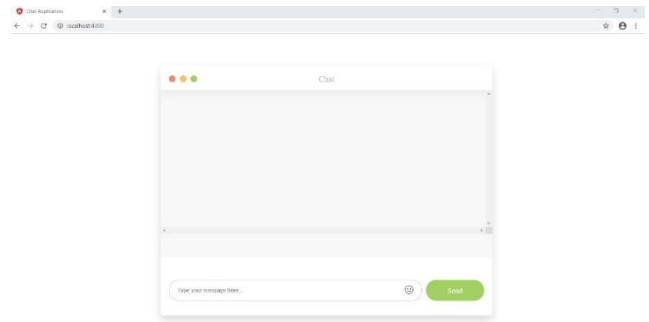 Chat Application
localhost:4200
Chat
Type your message here...
Send